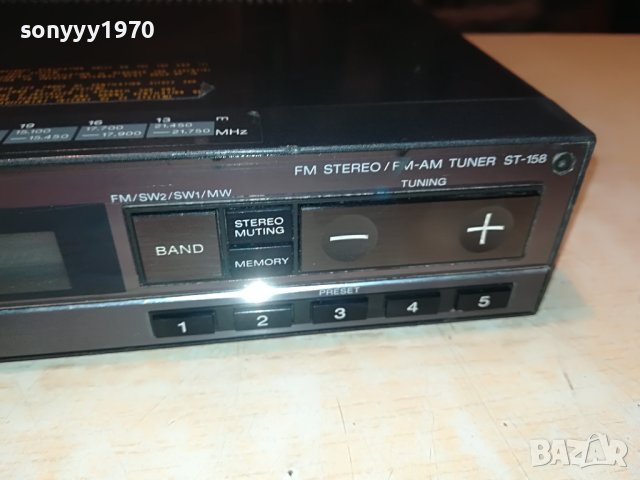 sonyyy1970
19 16 13 m
15.100 17.700 21.450
15.450 17.900 21.750 MHz
FM STEREO / FM-AM TUNER ST-158
TUNING
FM/SW2/SW1/MW
BAND
STEREO
MUTING
MEMORY
− +
PRESET
1 2 3 4 5
BAZAR